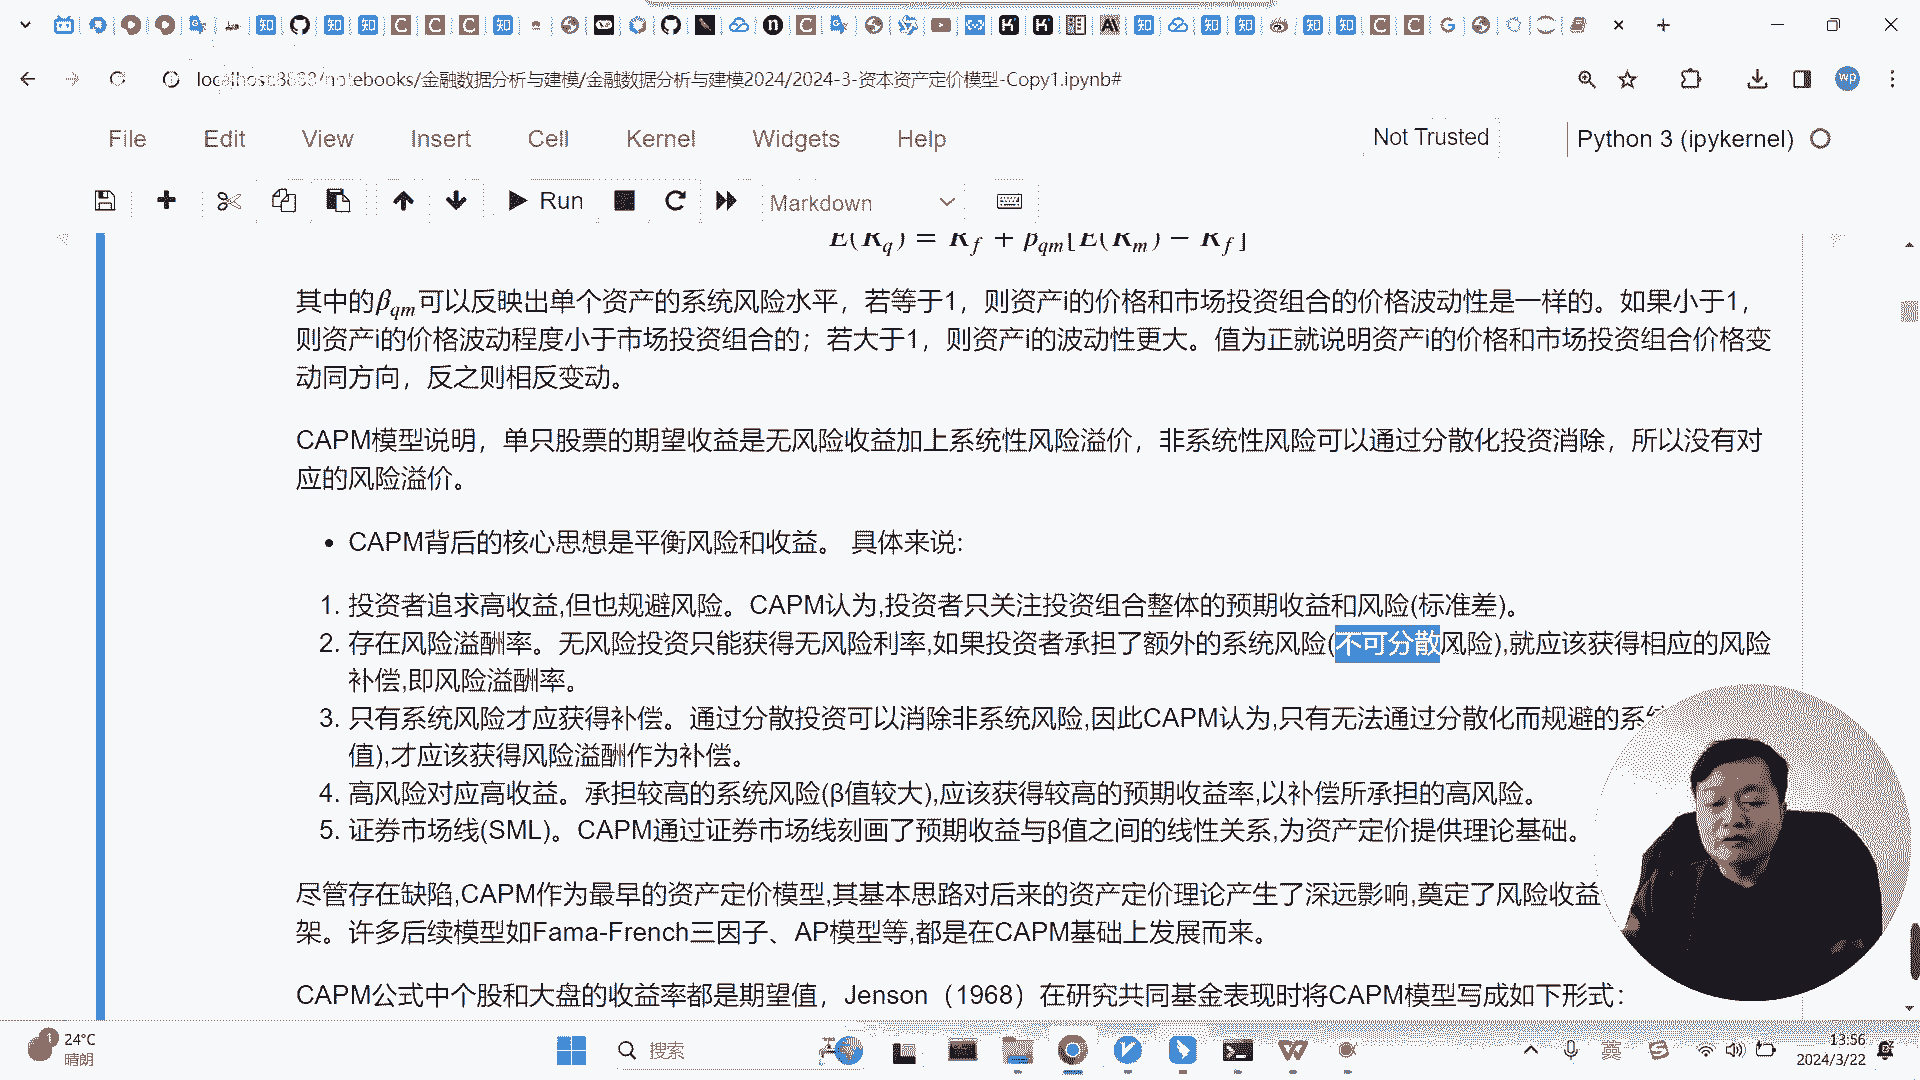 localhost:8888/notebooks/金融数据分析与建模/金融数据分析与建模2024/2024-3-资本资产定价模型-Copy1.ipynb#
wp
File Edit View Insert Cell Kernel Widgets Help Not Trusted Python 3 (ipykernel)
Run Markdown
E(R_q) = R_f + β_qm[E(R_m) − R_f]
其中的β_qm可以反映出单个资产的系统风险水平，若等于1，则资产i的价格和市场投资组合的价格波动性是一样的。如果小于1，
则资产i的价格波动程度小于市场投资组合的；若大于1，则资产i的波动性更大。值为正就说明资产i的价格和市场投资组合价格变
动同方向，反之则相反变动。
CAPM模型说明，单只股票的期望收益是无风险收益加上系统性风险溢价，非系统性风险可以通过分散化投资消除，所以没有对
应的风险溢价。
• CAPM背后的核心思想是平衡风险和收益。 具体来说:
1. 投资者追求高收益,但也规避风险。CAPM认为,投资者只关注投资组合整体的预期收益和风险(标准差)。
2. 存在风险溢酬率。无风险投资只能获得无风险利率,如果投资者承担了额外的系统风险(不可分散风险),就应该获得相应的风险
补偿,即风险溢酬率。
3. 只有系统风险才应获得补偿。通过分散投资可以消除非系统风险,因此CAPM认为,只有无法通过分散化而规避的系
值),才应该获得风险溢酬作为补偿。
4. 高风险对应高收益。承担较高的系统风险(β值较大),应该获得较高的预期收益率,以补偿所承担的高风险。
5. 证券市场线(SML)。CAPM通过证券市场线刻画了预期收益与β值之间的线性关系,为资产定价提供理论基础。
尽管存在缺陷,CAPM作为最早的资产定价模型,其基本思路对后来的资产定价理论产生了深远影响,奠定了风险收益
架。许多后续模型如Fama-French三因子、AP模型等,都是在CAPM基础上发展而来。
CAPM公式中个股和大盘的收益率都是期望值，Jenson（1968）在研究共同基金表现时将CAPM模型写成如下形式：
24°C
晴朗
搜索
英
13:56
2024/3/22